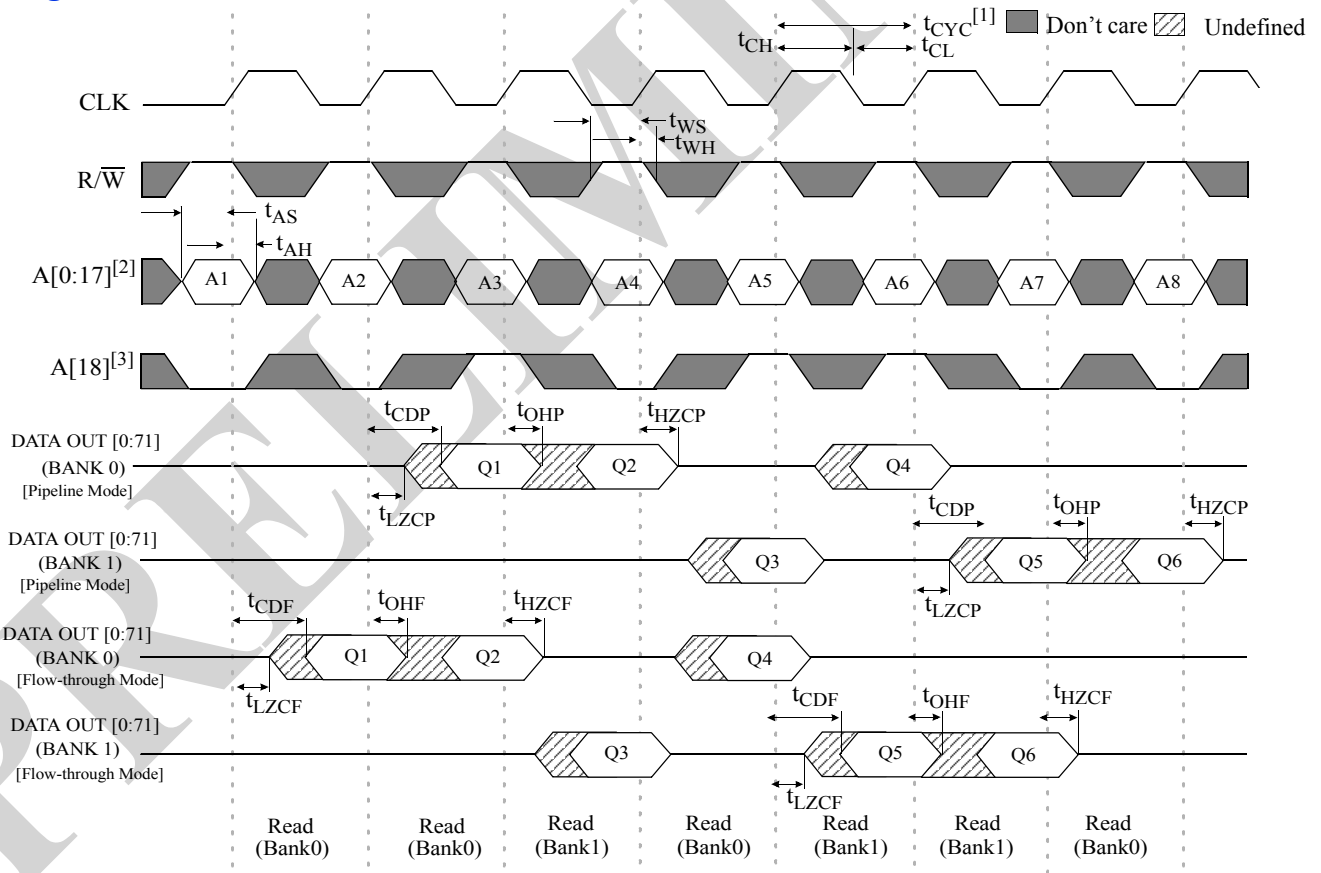 tCYC[1] Don't care Undefined
tCH tCL
CLK
tWS
tWH
R/W̅
tAS
tAH
A[0:17][2] A1 A2 A3 A4 A5 A6 A7 A8
A[18][3]
tCDP tOHP tHZCP
DATA OUT [0:71]
(BANK 0) Q1 Q2 Q4
[Pipeline Mode]
tLZCP
tCDP tOHP tHZCP
DATA OUT [0:71]
(BANK 1) Q3 Q5 Q6
[Pipeline Mode]
tLZCP
tCDF tOHF tHZCF
DATA OUT [0:71]
(BANK 0) Q1 Q2 Q4
[Flow-through Mode]
tLZCF
tCDF tOHF tHZCF
DATA OUT [0:71]
(BANK 1) Q3 Q5 Q6
[Flow-through Mode]
tLZCF
Read Read Read Read Read Read Read
(Bank0) (Bank0) (Bank1) (Bank0) (Bank1) (Bank1) (Bank0)
PRELIM